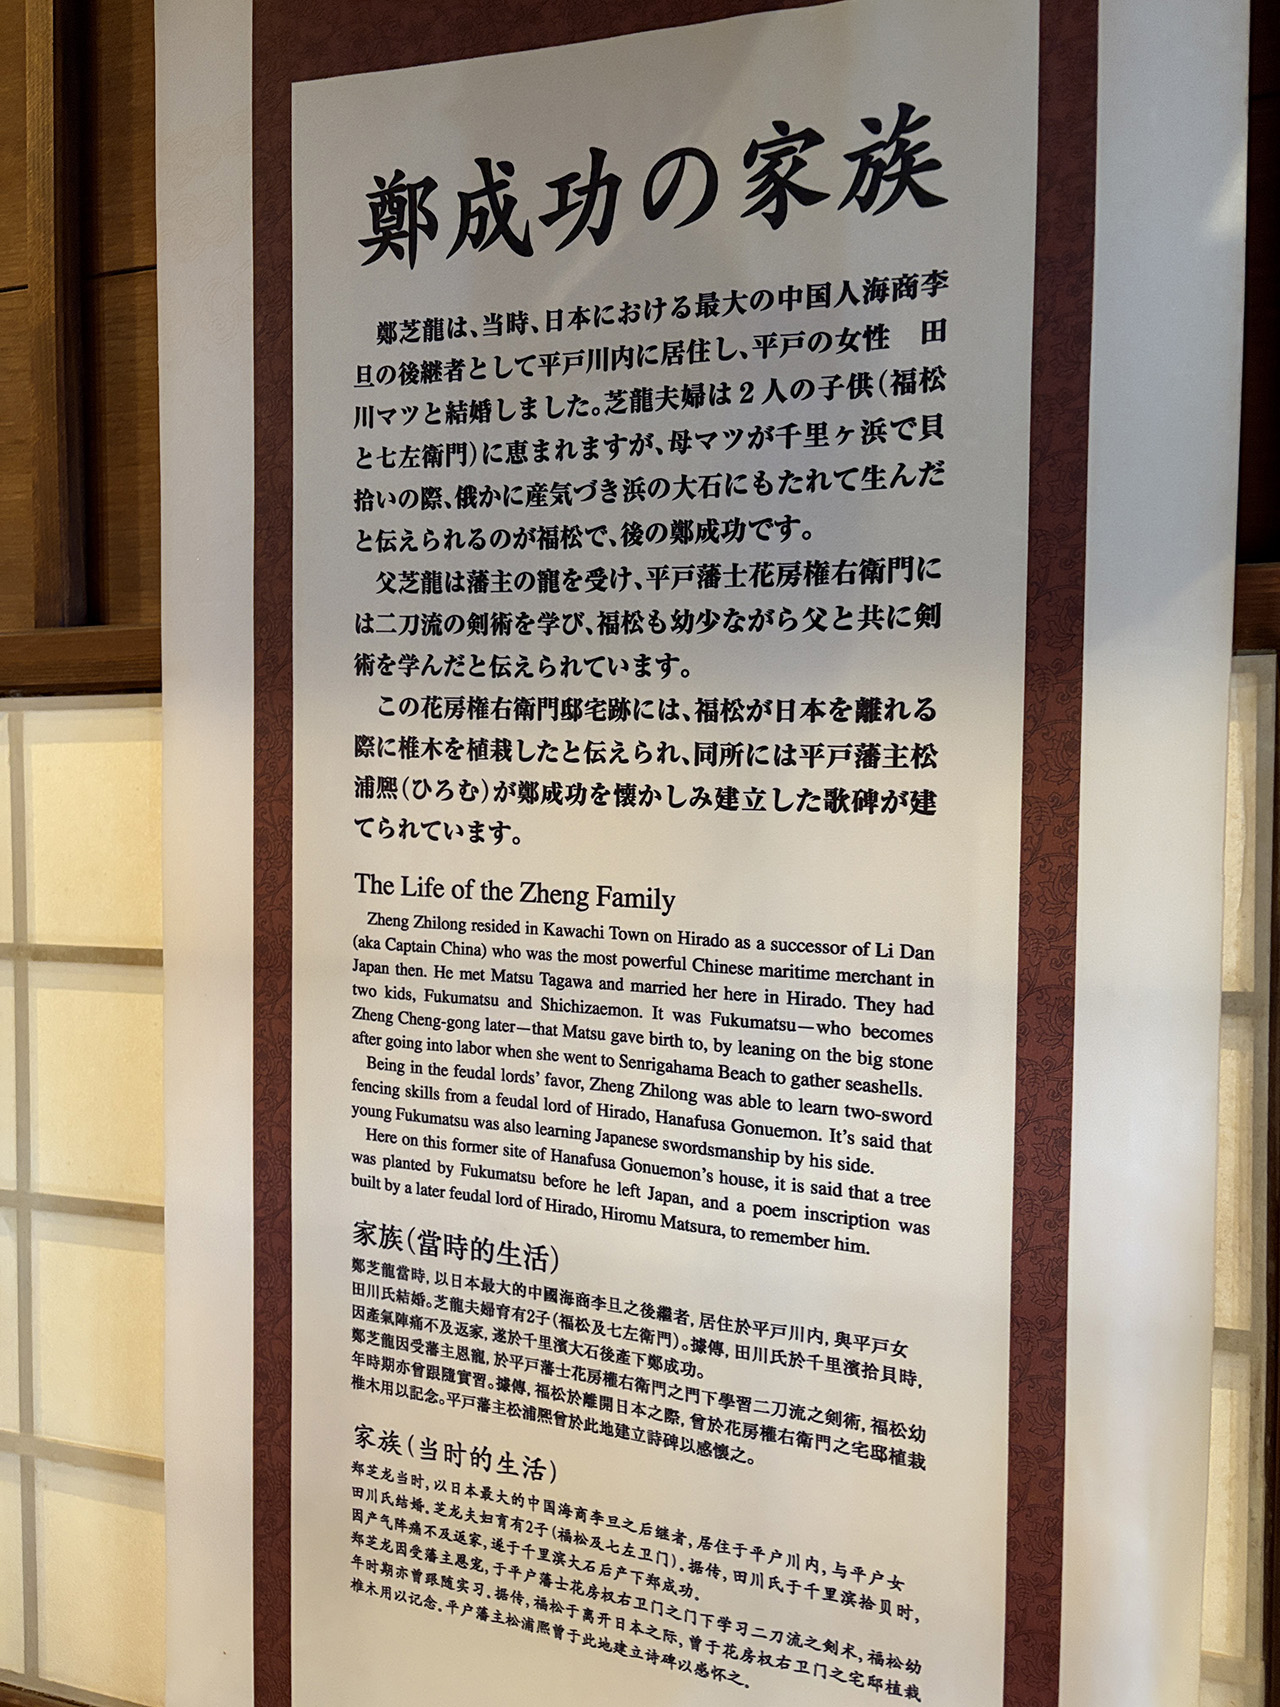 鄭成功の家族
鄭芝龍は、当時、日本における最大の中国人海商李
旦の後継者として平戸川内に居住し、平戸の女性　田
川マツと結婚しました。芝龍夫婦は2人の子供(福松
と七左衛門)に恵まれますが、母マツが千里ヶ浜で貝
拾いの際、俄かに産気づき浜の大石にもたれて生んだ
と伝えられるのが福松で、後の鄭成功です。
父芝龍は藩主の寵を受け、平戸藩士花房権右衛門に
は二刀流の剣術を学び、福松も幼少ながら父と共に剣
術を学んだと伝えられています。
この花房権右衛門邸宅跡には、福松が日本を離れる
際に椎木を植栽したと伝えられ、同所には平戸藩主松
浦熈(ひろむ)が鄭成功を懐かしみ建立した歌碑が建
てられています。
The Life of the Zheng Family
Zheng Zhilong resided in Kawachi Town on Hirado as a successor of Li Dan
(aka Captain China) who was the most powerful Chinese maritime merchant in
Japan then. He met Matsu Tagawa and married her here in Hirado. They had
two kids, Fukumatsu and Shichizaemon. It was Fukumatsu—who becomes
Zheng Cheng-gong later—that Matsu gave birth to, by leaning on the big stone
after going into labor when she went to Senrigahama Beach to gather seashells.
Being in the feudal lords' favor, Zheng Zhilong was able to learn two-sword
fencing skills from a feudal lord of Hirado, Hanafusa Gonuemon. It's said that
young Fukumatsu was also learning Japanese swordsmanship by his side.
Here on this former site of Hanafusa Gonuemon's house, it is said that a tree
was planted by Fukumatsu before he left Japan, and a poem inscription was
built by a later feudal lord of Hirado, Hiromu Matsura, to remember him.
家族(當時的生活)
鄭芝龍當時, 以日本最大的中國海商李旦之後繼者, 居住於平戸川內, 與平戸女
田川氏結婚。芝龍夫婦育有2子(福松及七左衛門)。據傳, 田川氏於千里濱拾貝時,
因產氣陣痛不及返家, 遂於千里濱大石後產下鄭成功。
鄭芝龍因受藩主恩寵, 於平戸藩士花房權右衛門之門下學習二刀流之劍術, 福松幼
年時期亦曾跟隨實習。據傳, 福松於離開日本之際, 曾於花房權右衛門之宅邸植栽
椎木用以記念。平戸藩主松浦熈曾於此地建立詩碑以感懷之。
家族(当时的生活)
郑芝龙当时, 以日本最大的中国海商李旦之后继者, 居住于平户川内, 与平户女
田川氏结婚. 芝龙夫妇育有2子(福松及七左卫门). 据传, 田川氏于千里滨拾贝时,
因产气阵痛不及返家, 遂于千里滨大石后产下郑成功.
郑芝龙因受藩主恩宠, 于平户藩士花房权右卫门之门下学习二刀流之剑术, 福松幼
年时期亦曾跟随实习. 据传, 福松于离开日本之际, 曾于花房权右卫门之宅邸植栽
椎木用以记念. 平户藩主松浦熈曾于此地建立诗碑以感怀之.